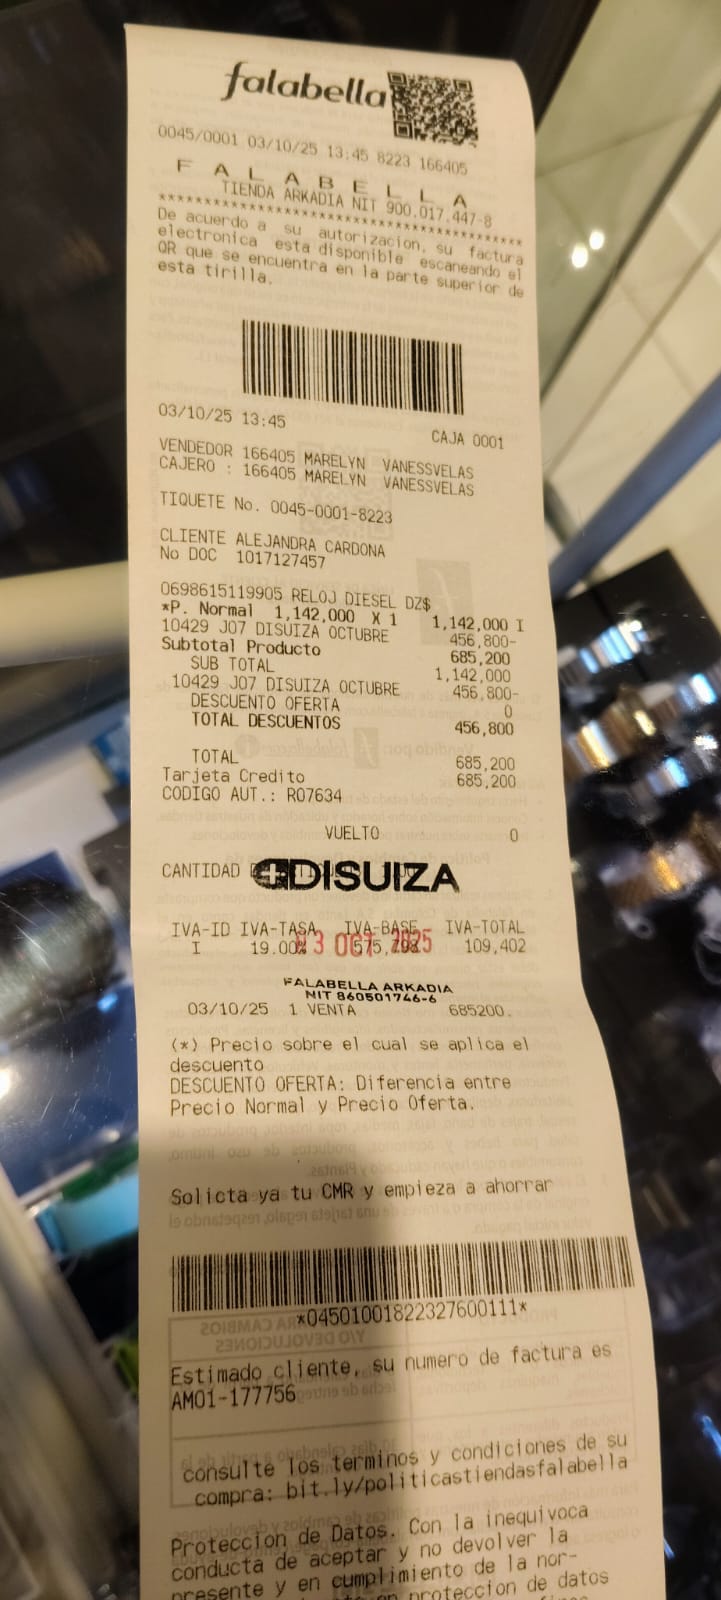 falabella
0045/0001 03/10/25 13:45 8223 166405
F A L A B E L L A
TIENDA ARKADIA NIT 900.017.447-8
****************************************
De acuerdo a su autorizacion, su factura
electronica esta disponible escaneando el
QR que se encuentra en la parte superior de
esta tirilla.
03/10/25 13:45 CAJA 0001
VENDEDOR 166405 MARELYN VANESSVELAS
CAJERO : 166405 MARELYN VANESSVELAS
TIQUETE No. 0045-0001-8223
CLIENTE ALEJANDRA CARDONA
No DOC 1017127457
0698615119905 RELOJ DIESEL DZ$
*P. Normal 1,142,000 X 1 1,142,000 I
10429 J07 DISUIZA OCTUBRE 456,800-
Subtotal Producto 685,200
SUB TOTAL 1,142,000
10429 J07 DISUIZA OCTUBRE 456,800-
DESCUENTO OFERTA 0
TOTAL DESCUENTOS 456,800
TOTAL 685,200
Tarjeta Credito 685,200
CODIGO AUT.: R07634
VUELTO 0
CANTIDAD
DISUIZA
IVA-ID IVA-TASA IVA-BASE IVA-TOTAL
I 19.00% 575,798 109,402
3 OCT 2025
FALABELLA ARKADIA
NIT 860501746-6
03/10/25 1 VENTA 685200.
(*) Precio sobre el cual se aplica el
descuento
DESCUENTO OFERTA: Diferencia entre
Precio Normal y Precio Oferta.
Solicta ya tu CMR y empieza a ahorrar
*04501001822327600111*
Estimado cliente, su numero de factura es
AM01-177756
consulte los terminos y condiciones de su
compra: bit.ly/politicastiendasfalabella
Proteccion de Datos. Con la inequivoca
conducta de aceptar y no devolver la
presente y en cumplimiento de la nor-
en proteccion de datos